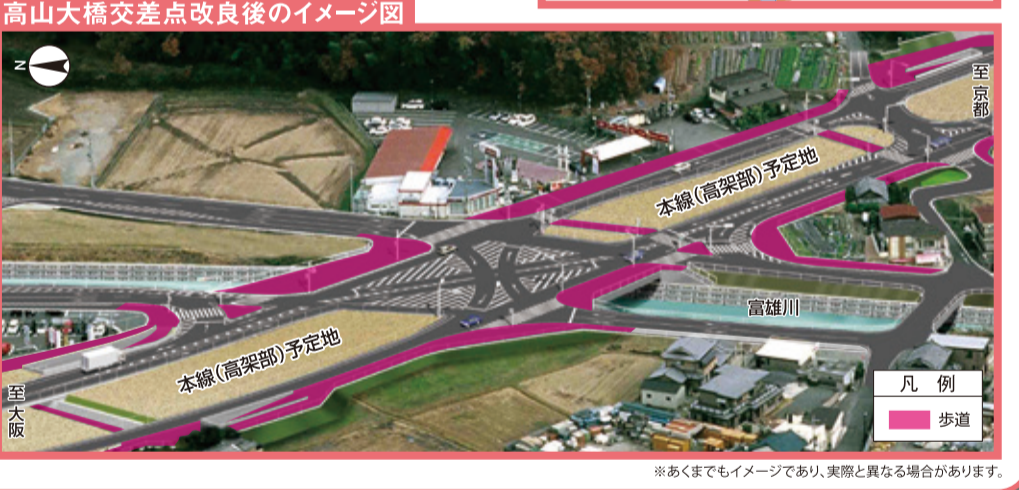 高山大橋交差点改良後のイメージ図
N
至 京都
本線(高架部)予定地
富雄川
本線(高架部)予定地
至 大阪
凡 例
歩道
※あくまでもイメージであり、実際と異なる場合があります。